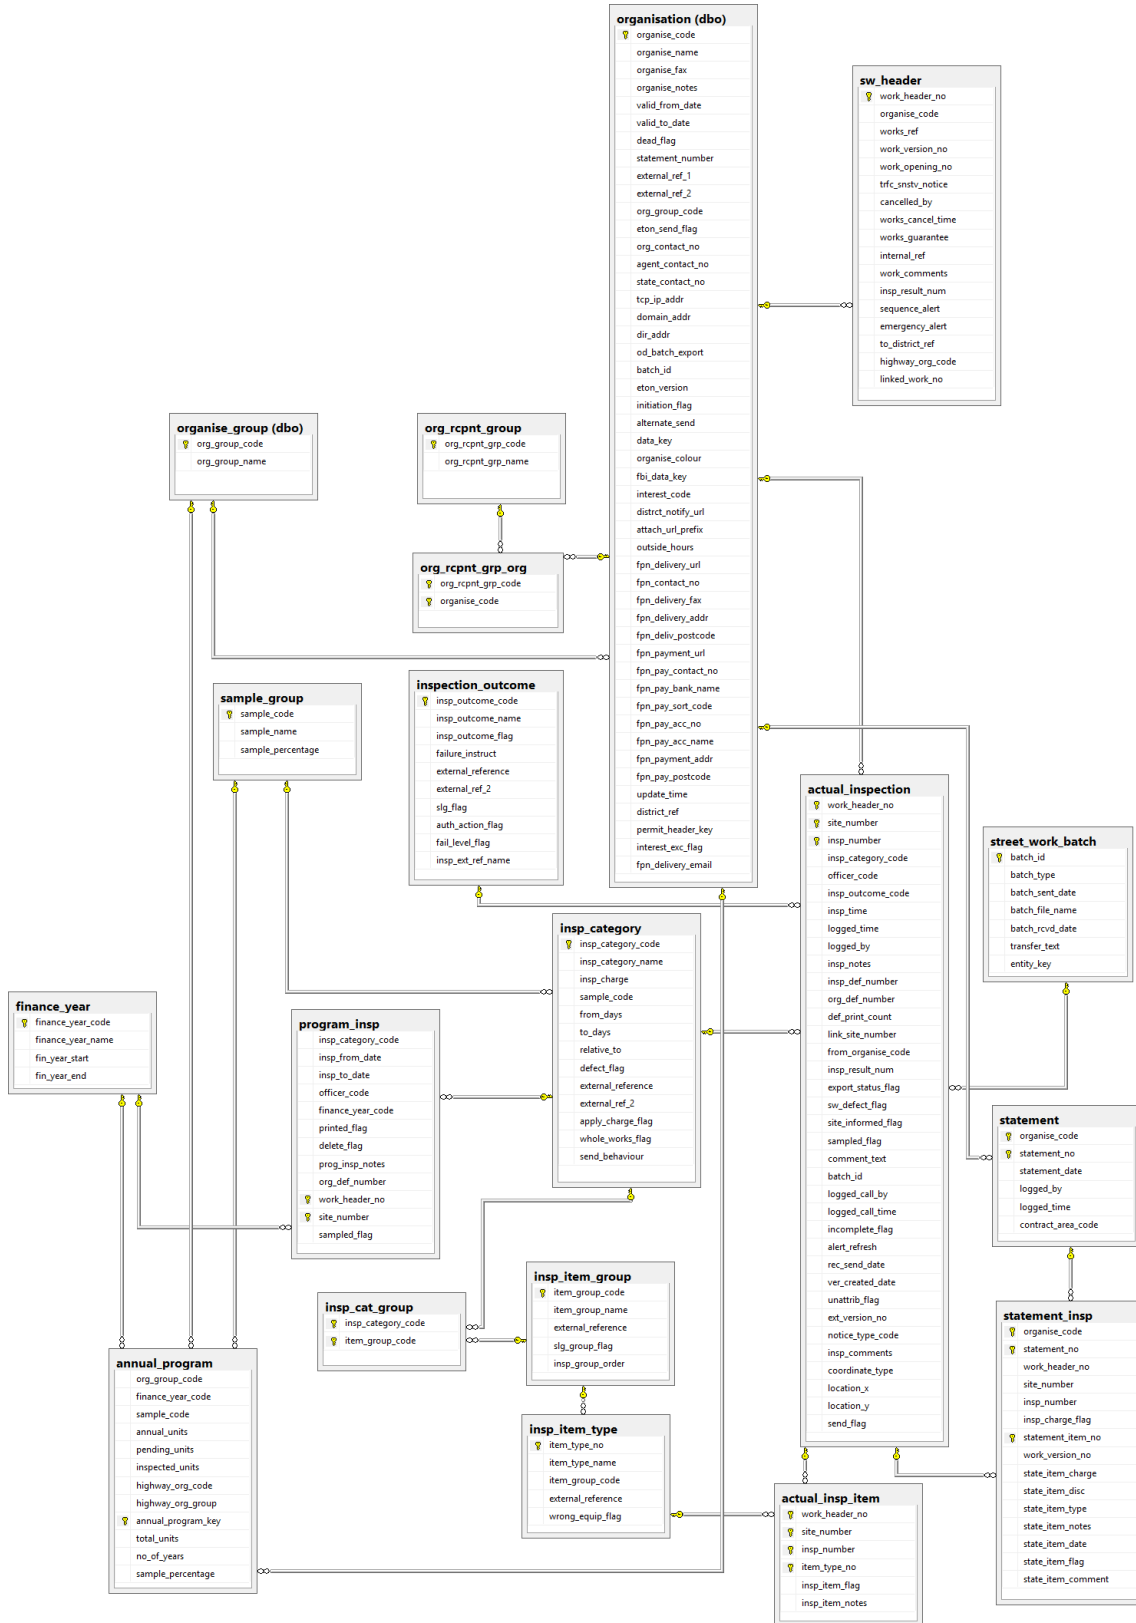 organisation (dbo)
organise_code
organise_name
organise_fax
organise_notes
valid_from_date
valid_to_date
dead_flag
statement_number
external_ref_1
external_ref_2
org_group_code
eton_send_flag
org_contact_no
agent_contact_no
state_contact_no
tcp_ip_addr
domain_addr
dir_addr
od_batch_export
batch_id
eton_version
initiation_flag
alternate_send
data_key
organise_colour
fbi_data_key
interest_code
distrct_notify_url
attach_url_prefix
outside_hours
fpn_delivery_url
fpn_contact_no
fpn_delivery_fax
fpn_delivery_addr
fpn_deliv_postcode
fpn_payment_url
fpn_pay_contact_no
fpn_pay_bank_name
fpn_pay_sort_code
fpn_pay_acc_no
fpn_pay_acc_name
fpn_payment_addr
fpn_pay_postcode
update_time
district_ref
permit_header_key
interest_exc_flag
fpn_delivery_email
sw_header
work_header_no
organise_code
works_ref
work_version_no
work_opening_no
trfc_snstv_notice
cancelled_by
works_cancel_time
works_guarantee
internal_ref
work_comments
insp_result_num
sequence_alert
emergency_alert
to_district_ref
highway_org_code
linked_work_no
organise_group (dbo)
org_group_code
org_group_name
org_rcpnt_group
org_rcpnt_grp_code
org_rcpnt_grp_name
org_rcpnt_grp_org
org_rcpnt_grp_code
organise_code
sample_group
sample_code
sample_name
sample_percentage
inspection_outcome
insp_outcome_code
insp_outcome_name
insp_outcome_flag
failure_instruct
external_reference
external_ref_2
slg_flag
auth_action_flag
fail_level_flag
insp_ext_ref_name
actual_inspection
work_header_no
site_number
insp_number
insp_category_code
officer_code
insp_outcome_code
insp_time
logged_time
logged_by
insp_notes
insp_def_number
org_def_number
def_print_count
link_site_number
from_organise_code
insp_result_num
export_status_flag
sw_defect_flag
site_informed_flag
sampled_flag
comment_text
batch_id
logged_call_by
logged_call_time
incomplete_flag
alert_refresh
rec_send_date
ver_created_date
unattrib_flag
ext_version_no
notice_type_code
insp_comments
coordinate_type
location_x
location_y
send_flag
street_work_batch
batch_id
batch_type
batch_sent_date
batch_file_name
batch_rcvd_date
transfer_text
entity_key
insp_category
insp_category_code
insp_category_name
insp_charge
sample_code
from_days
to_days
relative_to
defect_flag
external_reference
external_ref_2
apply_charge_flag
whole_works_flag
send_behaviour
finance_year
finance_year_code
finance_year_name
fin_year_start
fin_year_end
program_insp
insp_category_code
insp_from_date
insp_to_date
officer_code
finance_year_code
printed_flag
delete_flag
prog_insp_notes
org_def_number
work_header_no
site_number
sampled_flag
statement
organise_code
statement_no
statement_date
logged_by
logged_time
contract_area_code
insp_item_group
item_group_code
item_group_name
external_reference
slg_group_flag
insp_group_order
insp_cat_group
insp_category_code
item_group_code
statement_insp
organise_code
statement_no
work_header_no
site_number
insp_number
insp_charge_flag
statement_item_no
work_version_no
state_item_charge
state_item_disc
state_item_type
state_item_notes
state_item_date
state_item_flag
state_item_comment
annual_program
org_group_code
finance_year_code
sample_code
annual_units
pending_units
inspected_units
highway_org_code
highway_org_group
annual_program_key
total_units
no_of_years
sample_percentage
insp_item_type
item_type_no
item_type_name
item_group_code
external_reference
wrong_equip_flag
actual_insp_item
work_header_no
site_number
insp_number
item_type_no
insp_item_flag
insp_item_notes